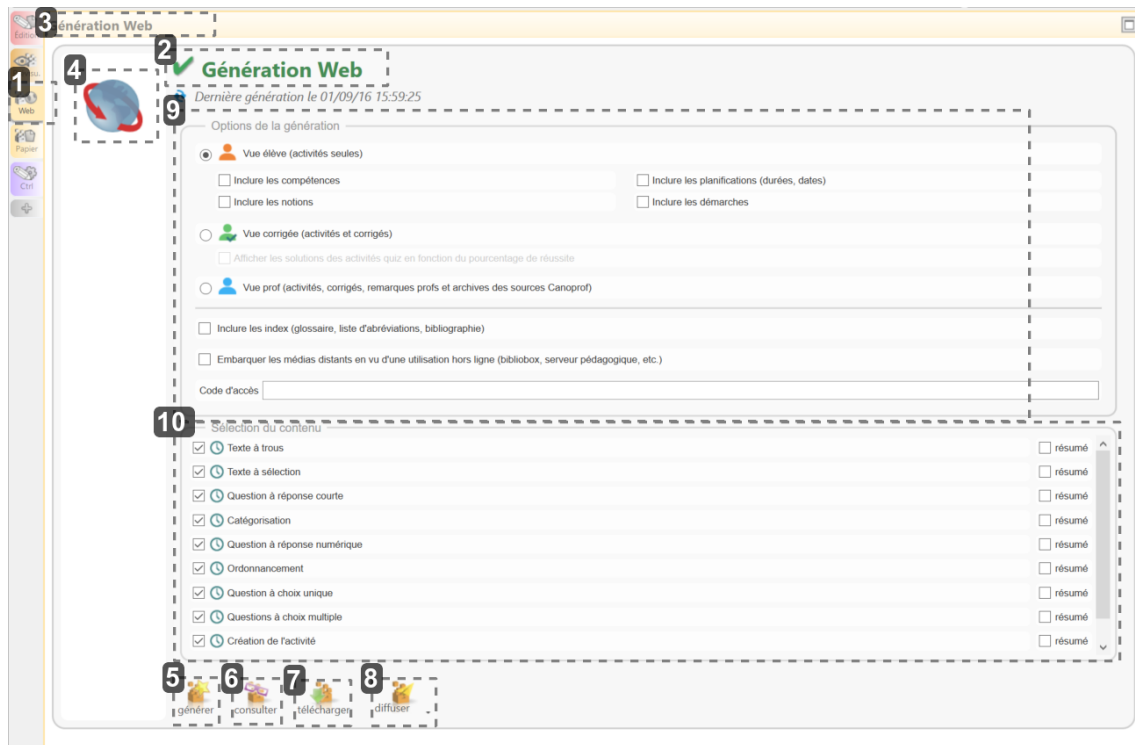 3
Génération Web
Édition
2
Génération Web
4
1
Web
Dernière génération le 01/09/16 15:59:25
9
Options de la génération
Papier
Vue élève (activités seules)
Ctrl
Inclure les compétences
Inclure les planifications (durées, dates)
Inclure les notions
Inclure les démarches
Vue corrigée (activités et corrigés)
Afficher les solutions des activités quiz en fonction du pourcentage de réussite
Vue prof (activités, corrigés, remarques profs et archives des sources Canoprof)
Inclure les index (glossaire, liste d'abréviations, bibliographie)
Embarquer les médias distants en vu d'une utilisation hors ligne (bibliobox, serveur pédagogique, etc.)
Code d'accès
10
Sélection du contenu
Texte à trous résumé
Texte à sélection résumé
Question à réponse courte résumé
Catégorisation résumé
Question à réponse numérique résumé
Ordonnancement résumé
Question à choix unique résumé
Questions à choix multiple résumé
Création de l'activité résumé
5 6 7 8
générer consulter télécharger diffuser